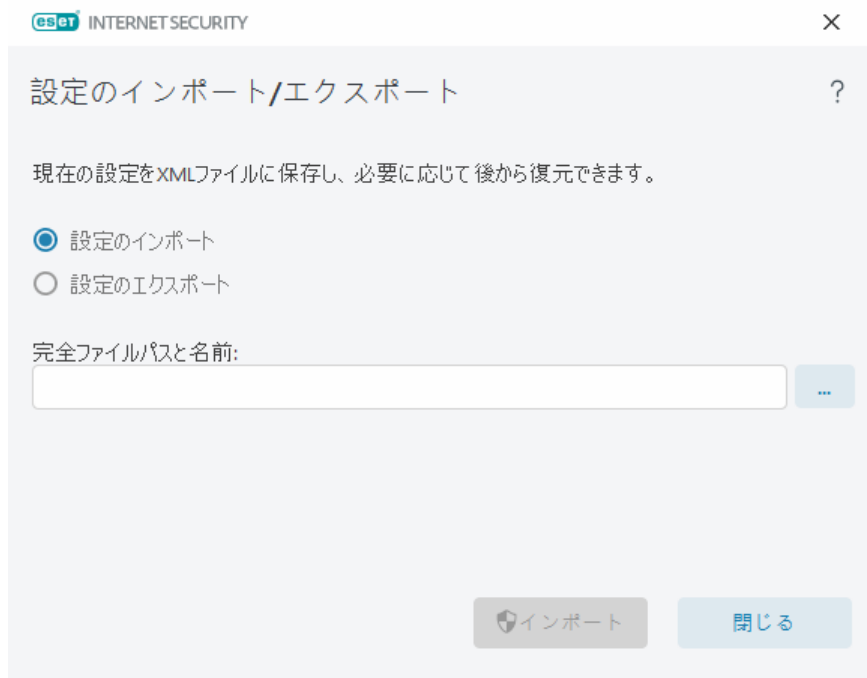 eset INTERNET SECURITY
設定のインポート/エクスポート
?
現在の設定をXMLファイルに保存し、必要に応じて後から復元できます。
設定のインポート
設定のエクスポート
完全ファイルパスと名前:
...
インポート
閉じる